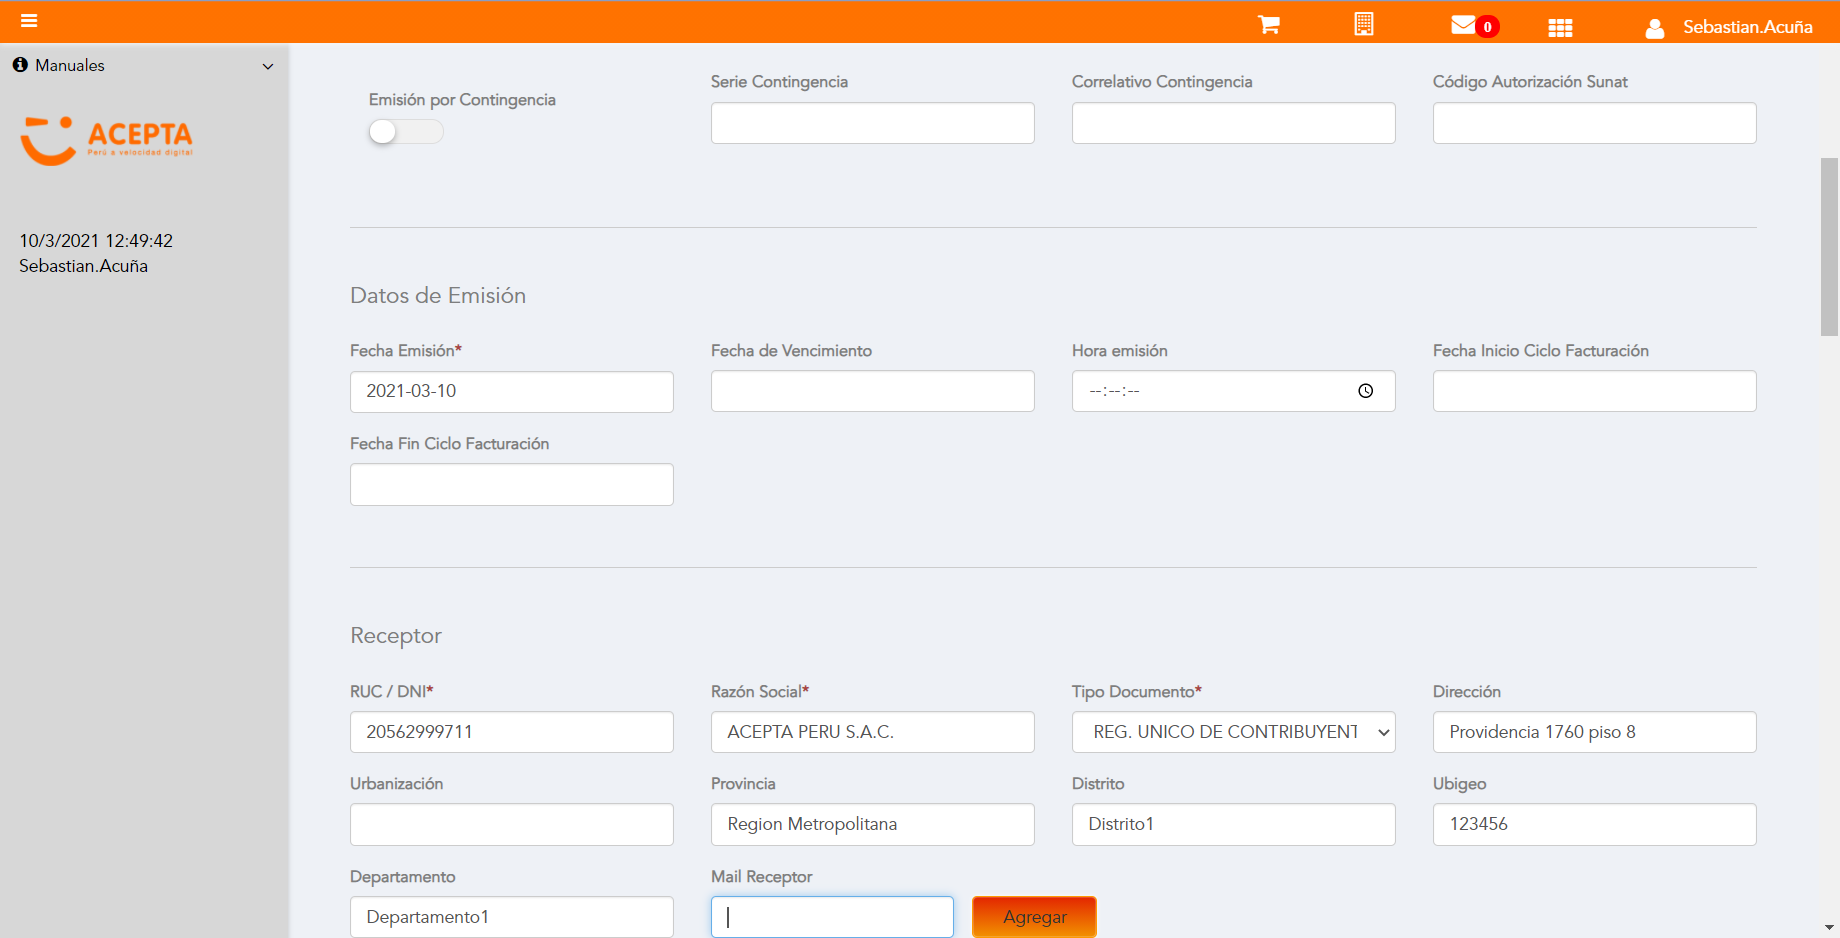 0
Sebastian.Acuña
Manuales
ACEPTA
Perú a velocidad digital
10/3/2021 12:49:42
Sebastian.Acuña
Emisión por Contingencia
Serie Contingencia
Correlativo Contingencia
Código Autorización Sunat
Datos de Emisión
Fecha Emisión*
Fecha de Vencimiento
Hora emisión
Fecha Inicio Ciclo Facturación
2021-03-10
--:--:--
Fecha Fin Ciclo Facturación
Receptor
RUC / DNI*
Razón Social*
Tipo Documento*
Dirección
20562999711
ACEPTA PERU S.A.C.
REG. UNICO DE CONTRIBUYENT
Providencia 1760 piso 8
Urbanización
Provincia
Distrito
Ubigeo
Region Metropolitana
Distrito1
123456
Departamento
Mail Receptor
Departamento1
Agregar